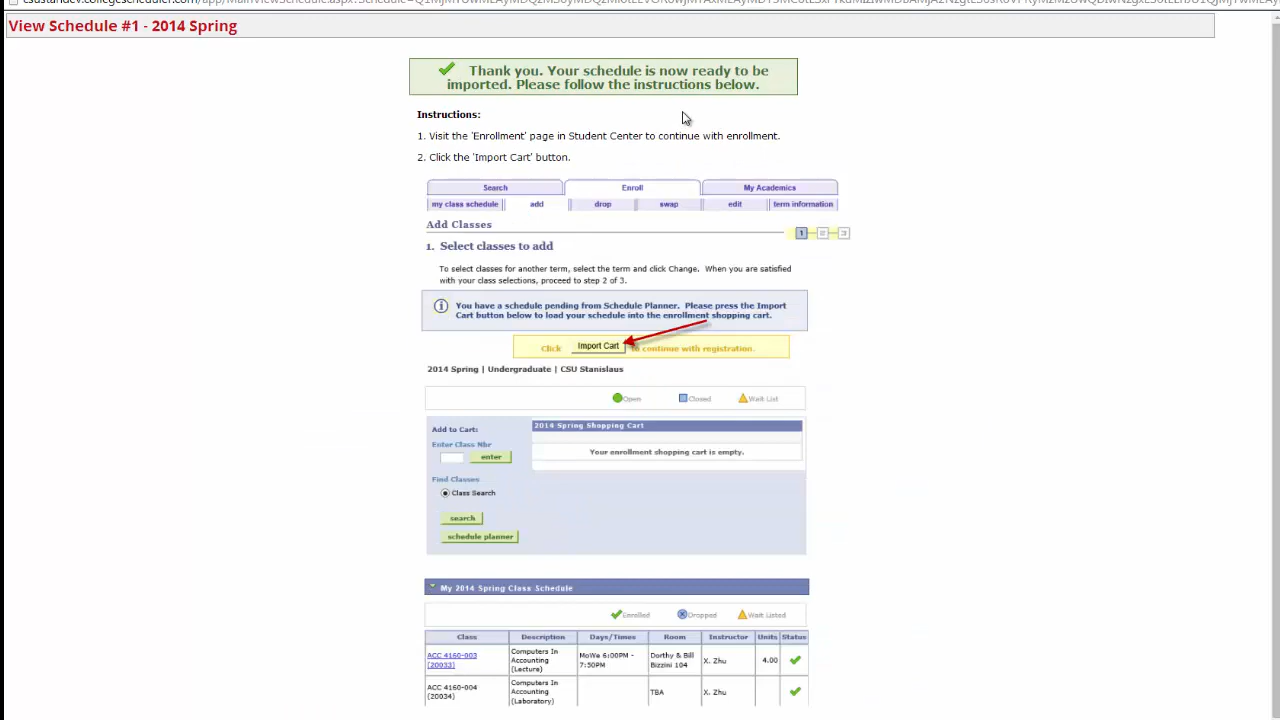 View Schedule #1 - 2014 Spring
Thank you. Your schedule is now ready to be
imported. Please follow the instructions below.
Instructions:
1. Visit the 'Enrollment' page in Student Center to continue with enrollment.
2. Click the 'Import Cart' button.
Search Enroll My Academics
my class schedule add drop swap edit term information
Add Classes
1 2 3
1. Select classes to add
To select classes for another term, select the term and click Change. When you are satisfied
with your class selections, proceed to step 2 of 3.
You have a schedule pending from Schedule Planner. Please press the Import
Cart button below to load your schedule into the enrollment shopping cart.
Click Import Cart to continue with registration.
2014 Spring | Undergraduate | CSU Stanislaus
Open Closed Wait List
Add to Cart:
2014 Spring Shopping Cart
Enter Class Nbr
enter
Your enrollment shopping cart is empty.
Find Classes
Class Search
search
schedule planner
My 2014 Spring Class Schedule
Enrolled Dropped Wait Listed
Class Description Days/Times Room Instructor Units Status
ACC 4160-003
(20933)
Computers In
Accounting
(Lecture)
MoWe 6:00PM -
7:50PM
Dorthy & Bill
Bizzini 104
X. Zhu
4.00
ACC 4160-004
(20934)
Computers In
Accounting
(Laboratory)
TBA
X. Zhu